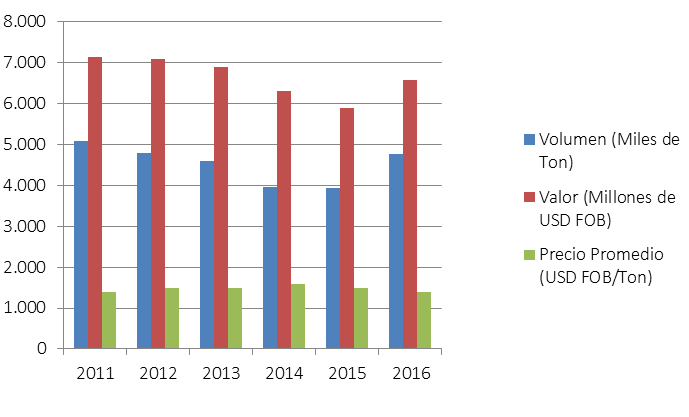 8.000
7.000
6.000
5.000
4.000
3.000
2.000
1.000
0
2011 2012 2013 2014 2015 2016
Volumen (Miles de
Ton)
Valor (Millones de
USD FOB)
Precio Promedio
(USD FOB/Ton)